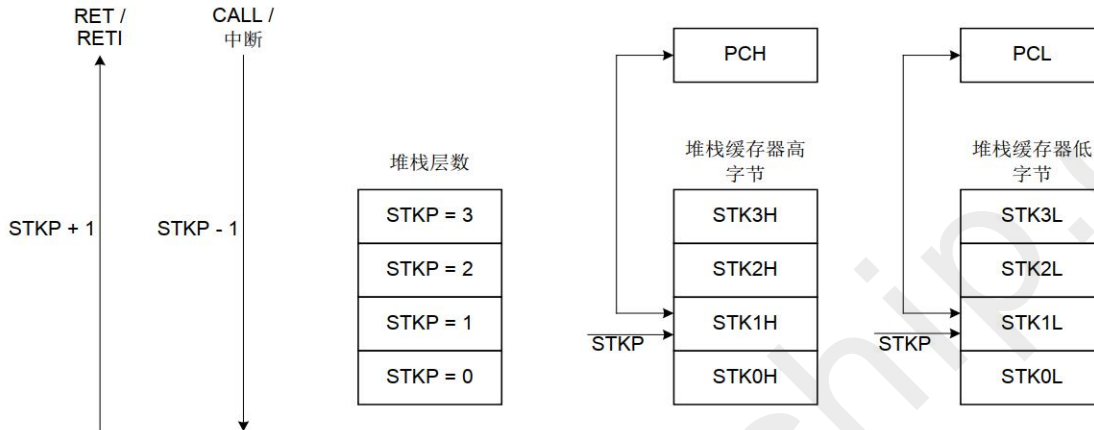 RET /
RETI
CALL /
中断
PCH
PCL
堆栈层数
堆栈缓存器高
字节
堆栈缓存器低
字节
STKP + 1
STKP - 1
STKP = 3
STK3H
STK3L
STKP = 2
STK2H
STK2L
STKP = 1
STK1H
STK1L
STKP
STKP
STKP = 0
STK0H
STK0L